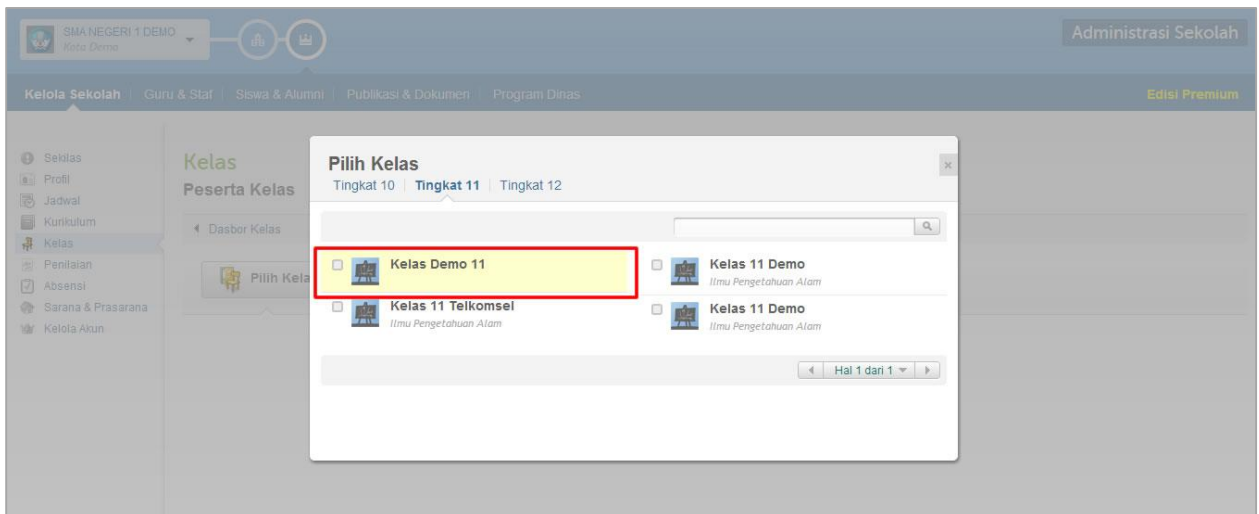 SMA NEGERI 1 DEMO
Kota Demo
Administrasi Sekolah
Kelola Sekolah Guru & Staf Siswa & Alumni Publikasi & Dokumen Program Dinas
Edisi Premium
Sekilas
Profil
Jadwal
Kurikulum
Kelas
Penilaian
Absensi
Sarana & Prasarana
Kelola Akun
Kelas
Peserta Kelas
Dasbor Kelas
Pilih Kela
Pilih Kelas
Tingkat 10 Tingkat 11 Tingkat 12
Kelas Demo 11
Kelas 11 Demo
Ilmu Pengetahuan Alam
Kelas 11 Telkomsel
Ilmu Pengetahuan Alam
Kelas 11 Demo
Ilmu Pengetahuan Alam
Hal 1 dari 1